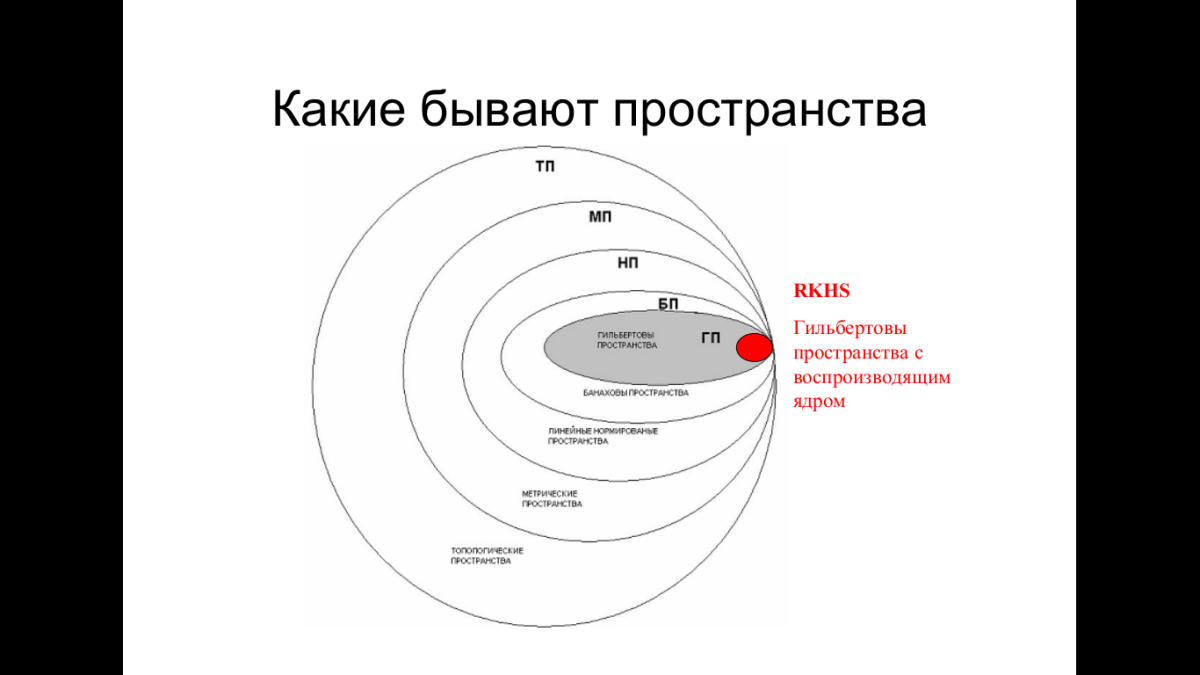 Какие бывают пространства
ТП
МП
НП
БП
ГИЛЬБЕРТОВЫ
ПРОСТРАНСТВА
ГП
БАНАХОВЫ ПРОСТРАНСТВА
ЛИНЕЙНЫЕ НОРМИРОВАНЫЕ
ПРОСТРАНСТВА
МЕТРИЧЕСКИЕ
ПРОСТРАНСТВА
ТОПОЛОГИЧЕСКИЕ
ПРОСТРАНСТВА
RKHS
Гильбертовы
пространства с
воспроизводящим
ядром